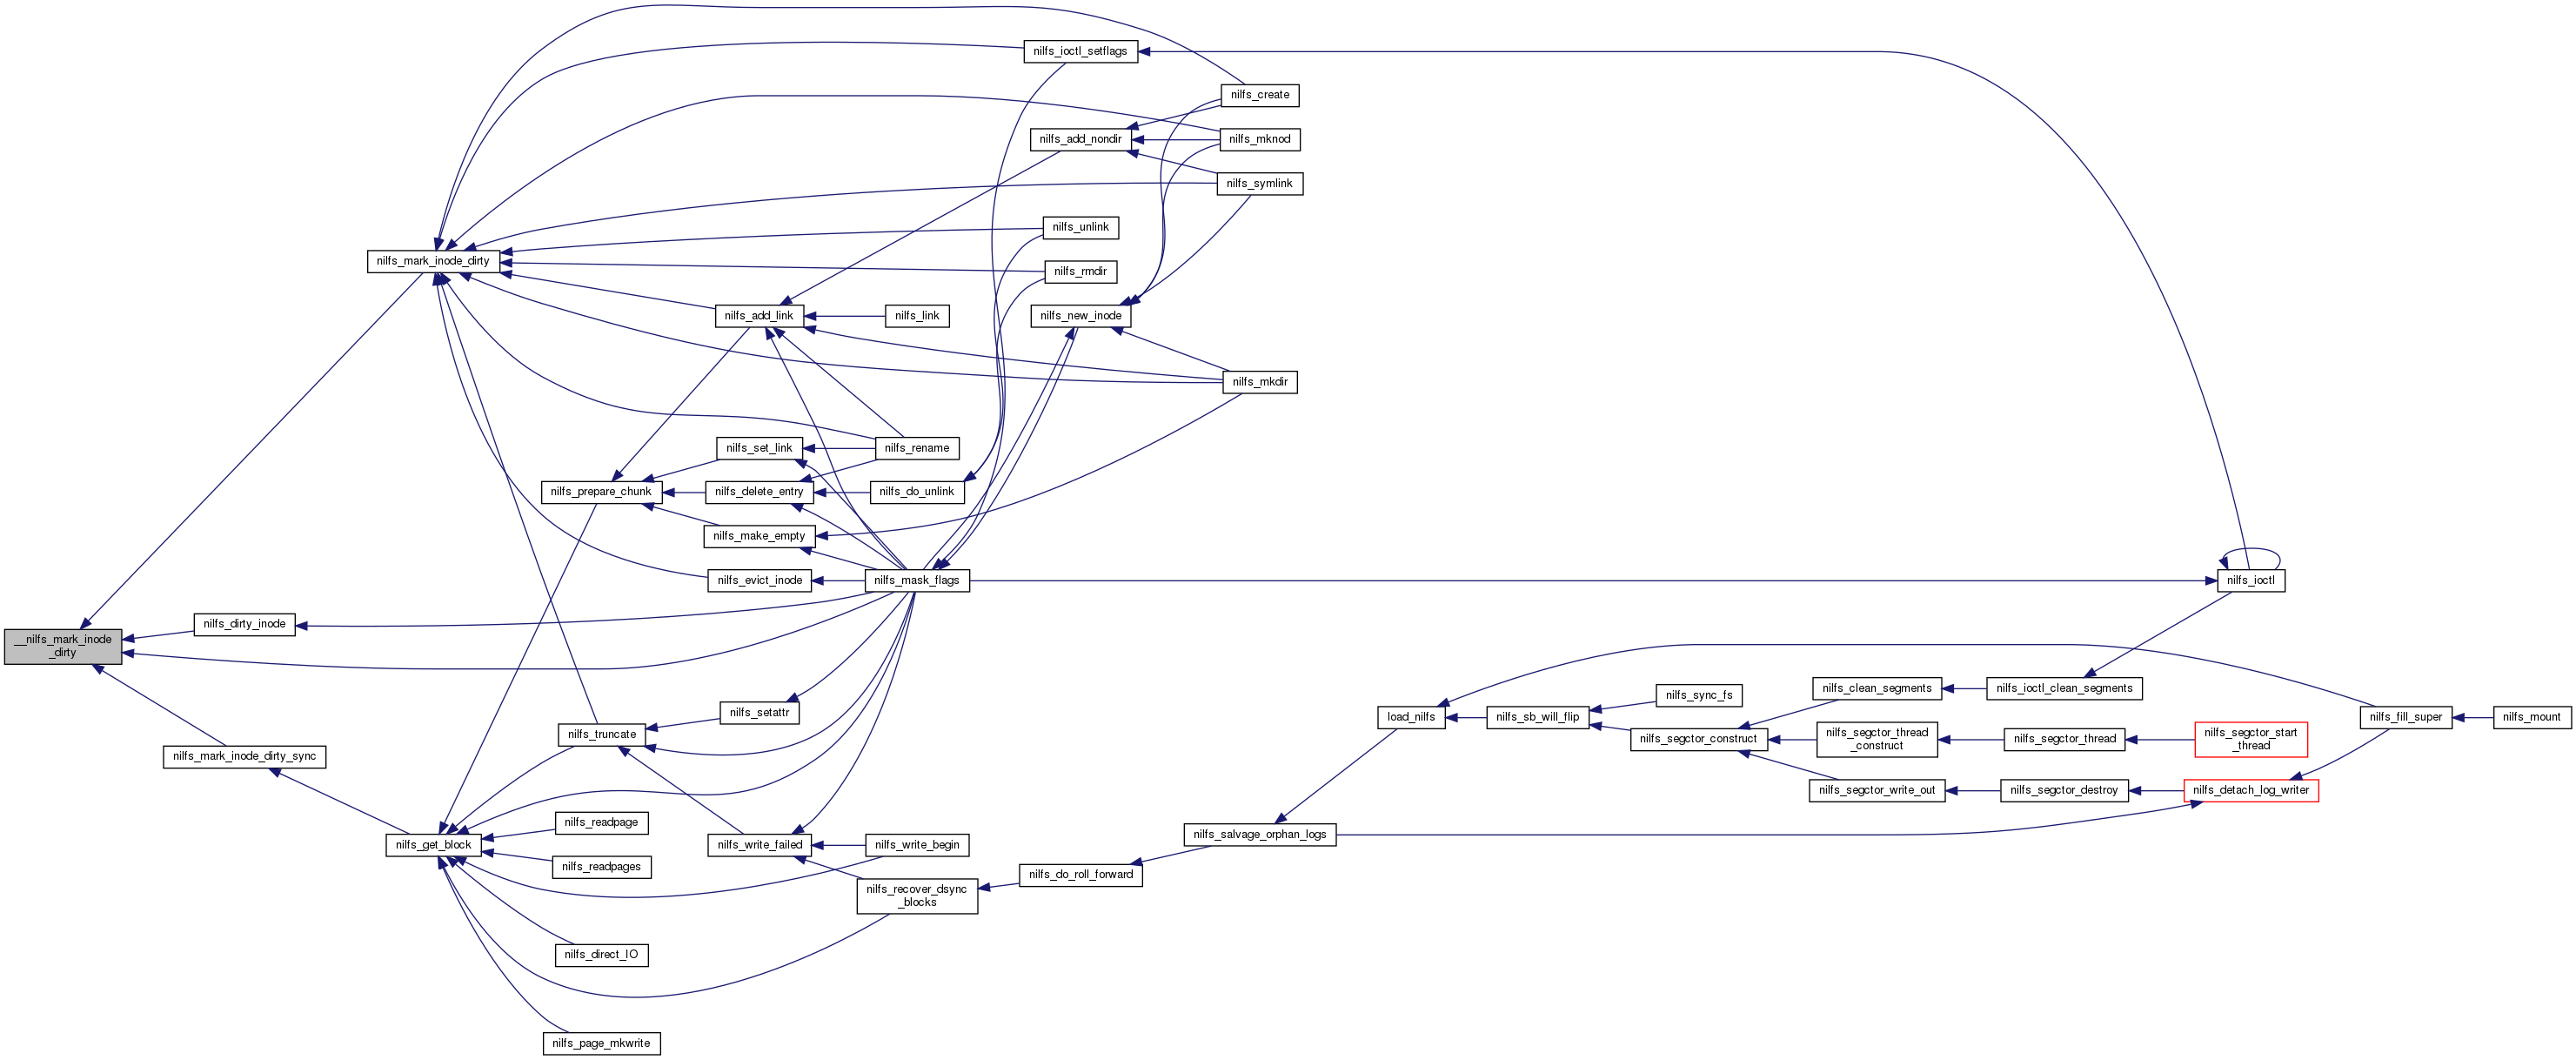 nilfs_ioctl_setflags
nilfs_create
nilfs_add_nondir
nilfs_mknod
nilfs_symlink
nilfs_unlink
nilfs_mark_inode_dirty
nilfs_rmdir
nilfs_add_link
nilfs_link
nilfs_new_inode
nilfs_mkdir
nilfs_set_link
nilfs_rename
nilfs_prepare_chunk
nilfs_delete_entry
nilfs_do_unlink
nilfs_make_empty
nilfs_evict_inode
nilfs_mask_flags
nilfs_ioctl
nilfs_dirty_inode
__nilfs_mark_inode
_dirty
nilfs_sync_fs
nilfs_clean_segments
nilfs_ioctl_clean_segments
nilfs_setattr
load_nilfs
nilfs_sb_will_flip
nilfs_fill_super
nilfs_mount
nilfs_truncate
nilfs_segctor_construct
nilfs_segctor_thread
_construct
nilfs_segctor_thread
nilfs_segctor_start
_thread
nilfs_mark_inode_dirty_sync
nilfs_segctor_write_out
nilfs_segctor_destroy
nilfs_detach_log_writer
nilfs_readpage
nilfs_salvage_orphan_logs
nilfs_get_block
nilfs_write_failed
nilfs_write_begin
nilfs_readpages
nilfs_do_roll_forward
nilfs_recover_dsync
_blocks
nilfs_direct_IO
nilfs_page_mkwrite